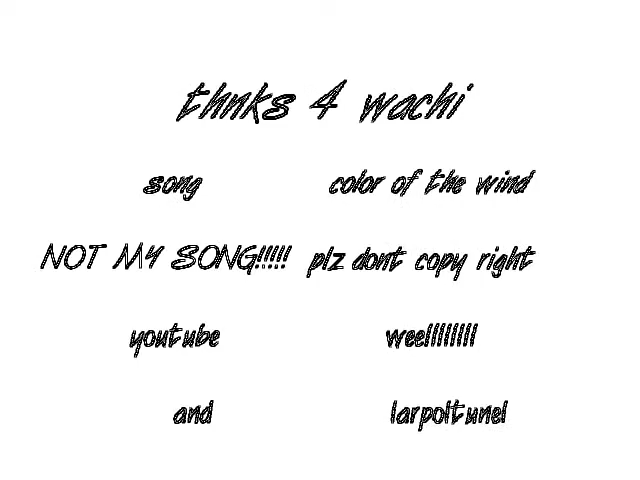 thnks 4 wachi
song color of the wind
NOT MY SONG!!!!! plz dont copy right
youtube weellllllll
and larpoltunel